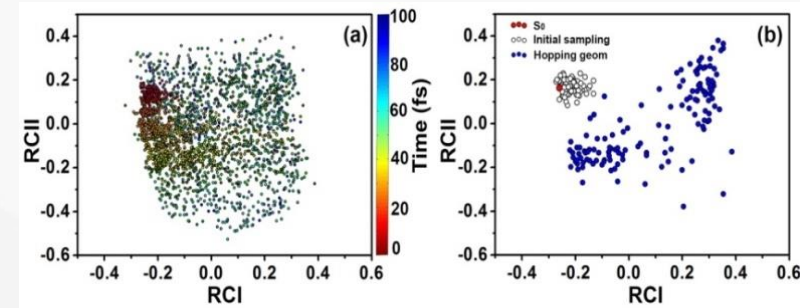 (a)
0.4
0.2
0.0
-0.2
-0.4
-0.6
RCII
-0.4 -0.2 0.0 0.2 0.4 0.6
RCI
100
80
60
40
20
0
Time (fs)
(b)
S0
Initial sampling
Hopping geom
0.4
0.2
0.0
-0.2
-0.4
-0.6
RCII
-0.4 -0.2 0.0 0.2 0.4 0.6
RCI